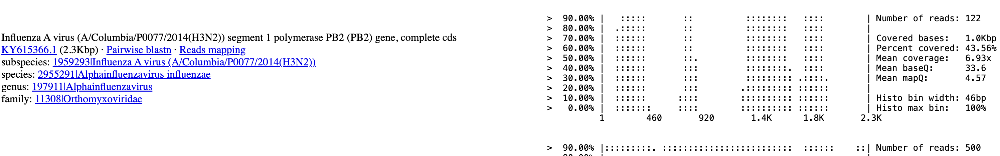 Influenza A virus (A/Columbia/P0077/2014(H3N2)) segment 1 polymerase PB2 (PB2) gene, complete cds
KY615366.1 (2.3Kbp) · Pairwise blastn · Reads mapping
subspecies: 1959293|Influenza A virus (A/Columbia/P0077/2014(H3N2))
species: 2955291|Alphainfluenzavirus influenzae
genus: 197911|Alphainfluenzavirus
family: 11308|Orthomyxoviridae
>  90.00% |   :::::       ::          ::::::::   ::::        | Number of reads: 122
>  80.00% |  .:::::       ::          ::::::::   ::::        |
>  70.00% |  ::::::       ::          ::::::::   ::::        | Covered bases:   1.0Kbp
>  60.00% |  ::::::       ::          ::::::::   ::::        | Percent covered: 43.56%
>  50.00% |  ::::::       ::.         ::::::::   ::::        | Mean coverage:   6.93x
>  40.00% |  ::::::       :::         ::::::::.  ::::        | Mean baseQ:      33.6
>  30.00% |  ::::::       :::         ::::::::: .::::.       | Mean mapQ:       4.57
>  20.00% |  ::::::       :::        .::::::::: ::::::       |
>  10.00% |  ::::::      ::::        :::::::::: ::::::       | Histo bin width: 46bp
>   0.00% |  :::::::     ::::        :::::::::: ::::::       | Histo max bin:   100%
1        460       920       1.4K    1.8K     2.3K
>  90.00% |:::::::::. :::::::::::::::::::::::::  ::::::    ::| Number of reads: 500